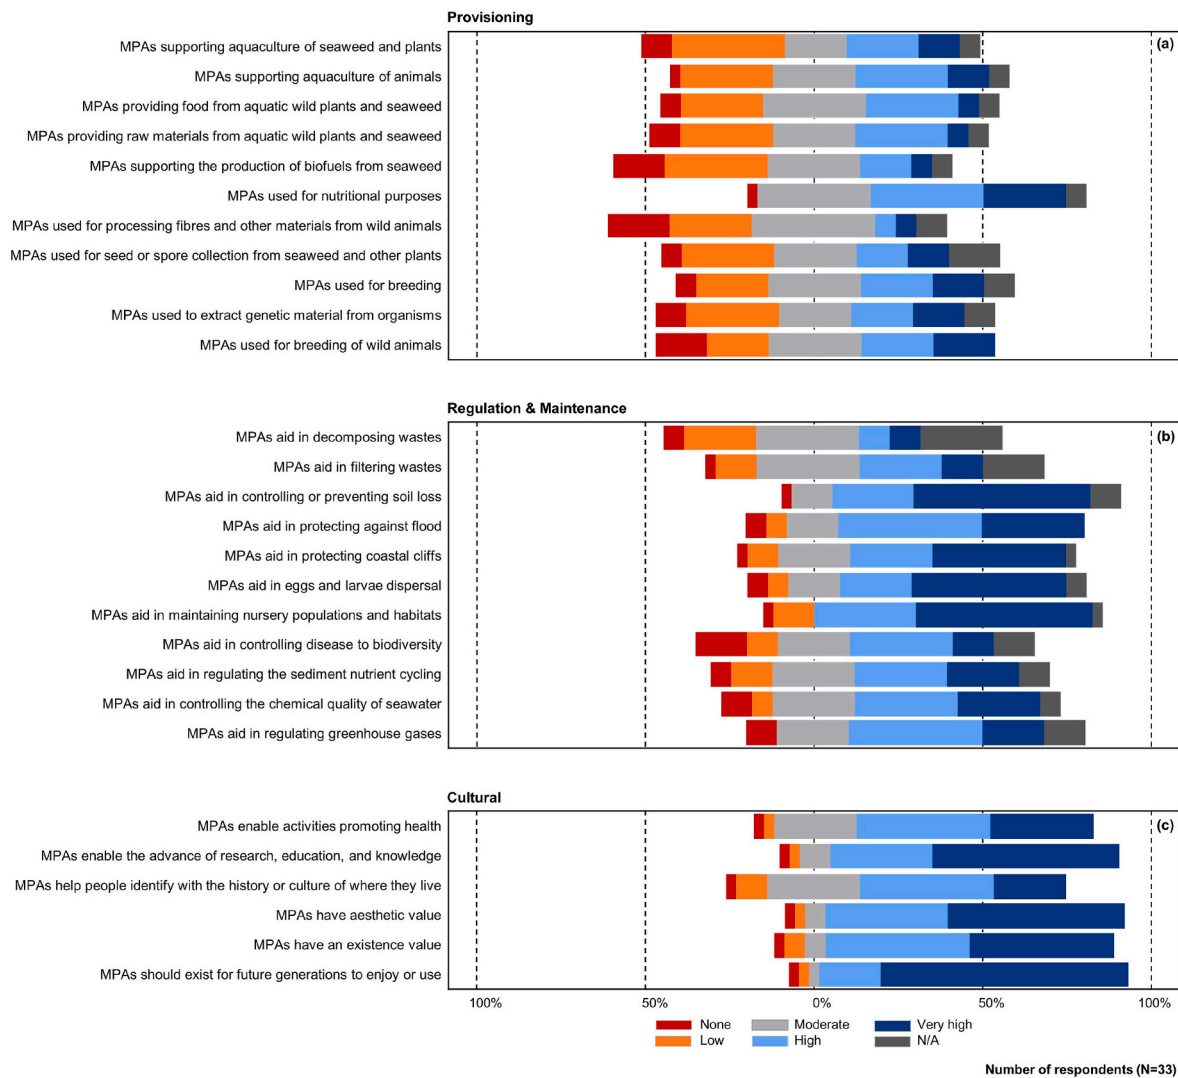 Provisioning
(a)
MPAs supporting aquaculture of seaweed and plants
MPAs supporting aquaculture of animals
MPAs providing food from aquatic wild plants and seaweed
MPAs providing raw materials from aquatic wild plants and seaweed
MPAs supporting the production of biofuels from seaweed
MPAs used for nutritional purposes
MPAs used for processing fibres and other materials from wild animals
MPAs used for seed or spore collection from seaweed and other plants
MPAs used for breeding
MPAs used to extract genetic material from organisms
MPAs used for breeding of wild animals
Regulation & Maintenance
(b)
MPAs aid in decomposing wastes
MPAs aid in filtering wastes
MPAs aid in controlling or preventing soil loss
MPAs aid in protecting against flood
MPAs aid in protecting coastal cliffs
MPAs aid in eggs and larvae dispersal
MPAs aid in maintaining nursery populations and habitats
MPAs aid in controlling disease to biodiversity
MPAs aid in regulating the sediment nutrient cycling
MPAs aid in controlling the chemical quality of seawater
MPAs aid in regulating greenhouse gases
Cultural
(c)
MPAs enable activities promoting health
MPAs enable the advance of research, education, and knowledge
MPAs help people identify with the history or culture of where they live
MPAs have aesthetic value
MPAs have an existence value
MPAs should exist for future generations to enjoy or use
100% 50% 0% 50% 100%
None Moderate Very high
Low High N/A
Number of respondents (N=33)